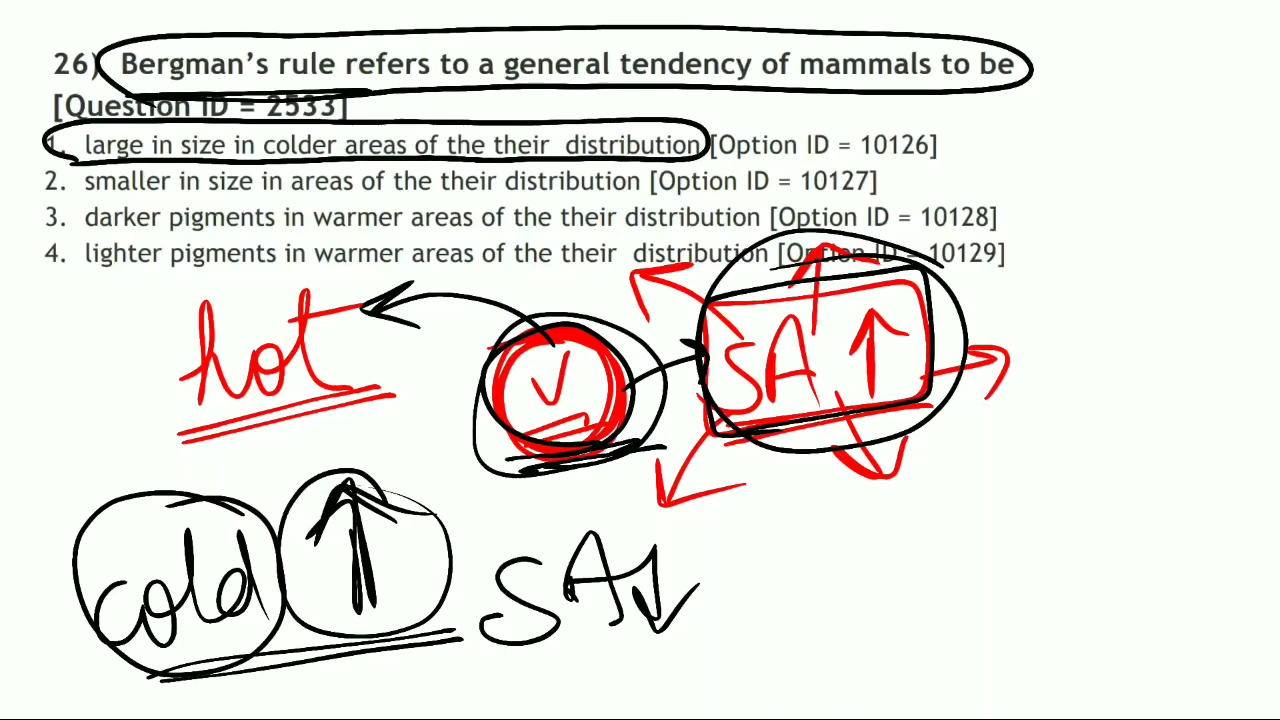 26) Bergman's rule refers to a general tendency of mammals to be
[Question ID = 2533]
1. large in size in colder areas of the their distribution [Option ID = 10126]
2. smaller in size in areas of the their distribution [Option ID = 10127]
3. darker pigments in warmer areas of the their distribution [Option ID = 10128]
4. lighter pigments in warmer areas of the their distribution [Option ID = 10129]
hot
SA ↑
cold ↑ SA ↓